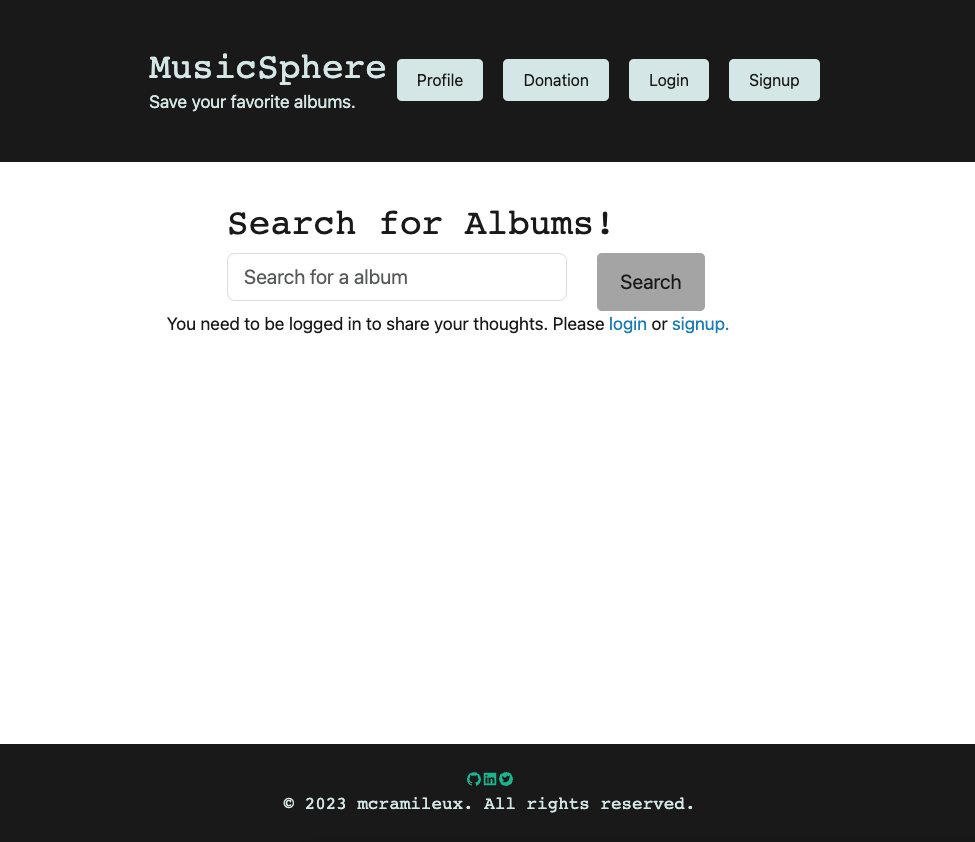 MusicSphere
Save your favorite albums.
Profile
Donation
Login
Signup
Search for Albums!
Search for a album
Search
You need to be logged in to share your thoughts. Please login or signup.
© 2023 mcramileux. All rights reserved.